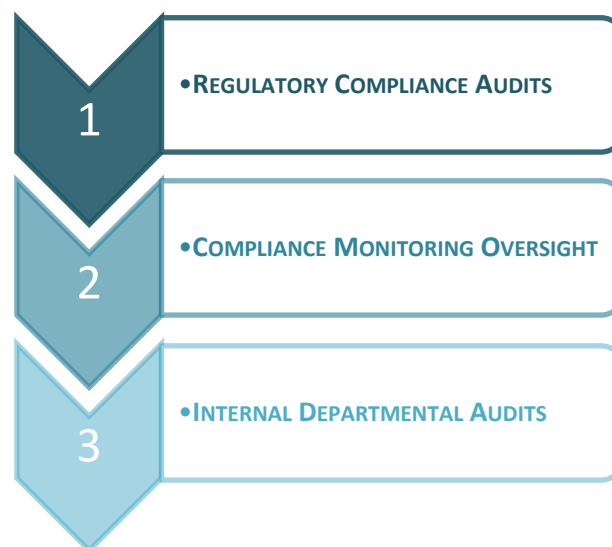 1
•REGULATORY COMPLIANCE AUDITS
2
•COMPLIANCE MONITORING OVERSIGHT
3
•INTERNAL DEPARTMENTAL AUDITS